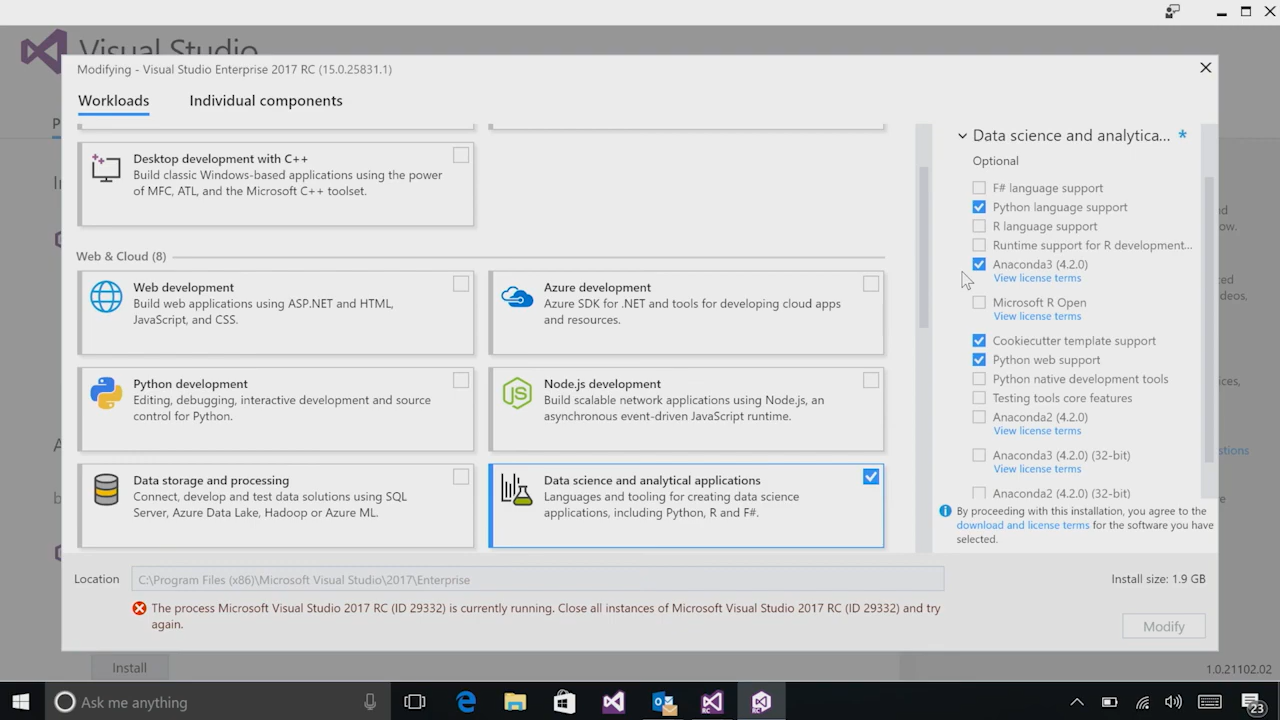 Visual Studio
Modifying - Visual Studio Enterprise 2017 RC (15.0.25831.1)
Workloads
Individual components
Desktop development with C++
Build classic Windows-based applications using the power
of MFC, ATL, and the Microsoft C++ toolset.
Web & Cloud (8)
Web development
Build web applications using ASP.NET and HTML,
JavaScript, and CSS.
Azure development
Azure SDK for .NET and tools for developing cloud apps
and resources.
Python development
Editing, debugging, interactive development and source
control for Python.
Node.js development
Build scalable network applications using Node.js, an
asynchronous event-driven JavaScript runtime.
Data storage and processing
Connect, develop and test data solutions using SQL
Server, Azure Data Lake, Hadoop or Azure ML.
Data science and analytical applications
Languages and tooling for creating data science
applications, including Python, R and F#.
Data science and analytica... *
Optional
F# language support
Python language support
R language support
Runtime support for R development...
Anaconda3 (4.2.0)
View license terms
Microsoft R Open
View license terms
Cookiecutter template support
Python web support
Python native development tools
Testing tools core features
Anaconda2 (4.2.0)
View license terms
Anaconda3 (4.2.0) (32-bit)
View license terms
Anaconda2 (4.2.0) (32-bit)
By proceeding with this installation, you agree to the
download and license terms for the software you have
selected.
Location
C:\Program Files (x86)\Microsoft Visual Studio\2017\Enterprise
Install size: 1.9 GB
The process Microsoft Visual Studio 2017 RC (ID 29332) is currently running. Close all instances of Microsoft Visual Studio 2017 RC (ID 29332) and try
again.
Modify
Install
1.0.21102.02
Ask me anything
23